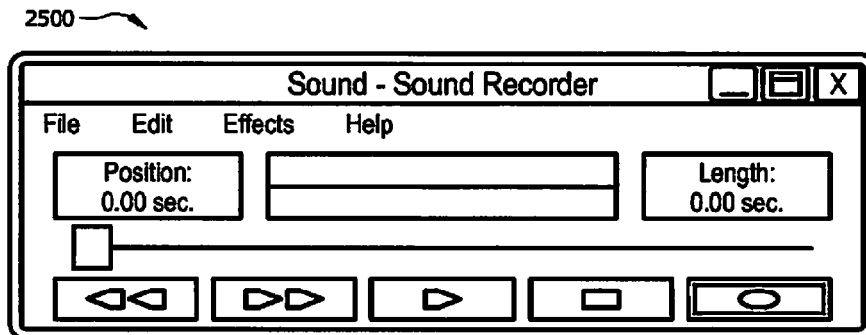 2500
Sound - Sound Recorder X
File Edit Effects Help
Position: Length:
0.00 sec. 0.00 sec.